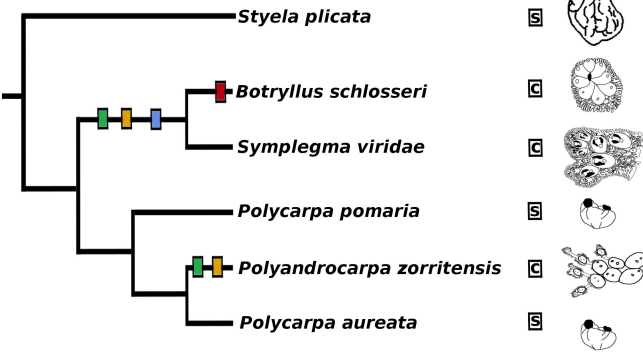 Styela plicata S
Botryllus schlosseri C
Symplegma viridae C
Polycarpa pomaria S
Polyandrocarpa zorritensis C
Polycarpa aureata S